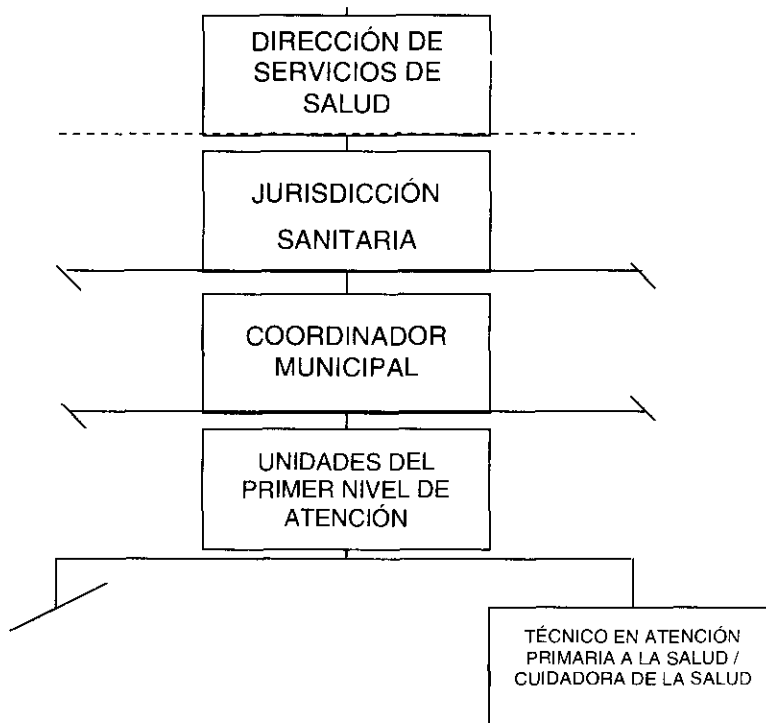 DIRECCIÓN DE
SERVICIOS DE
SALUD
JURISDICCIÓN
SANITARIA
COORDINADOR
MUNICIPAL
UNIDADES DEL
PRIMER NIVEL DE
ATENCIÓN
TÉCNICO EN ATENCIÓN
PRIMARIA A LA SALUD /
CUIDADORA DE LA SALUD